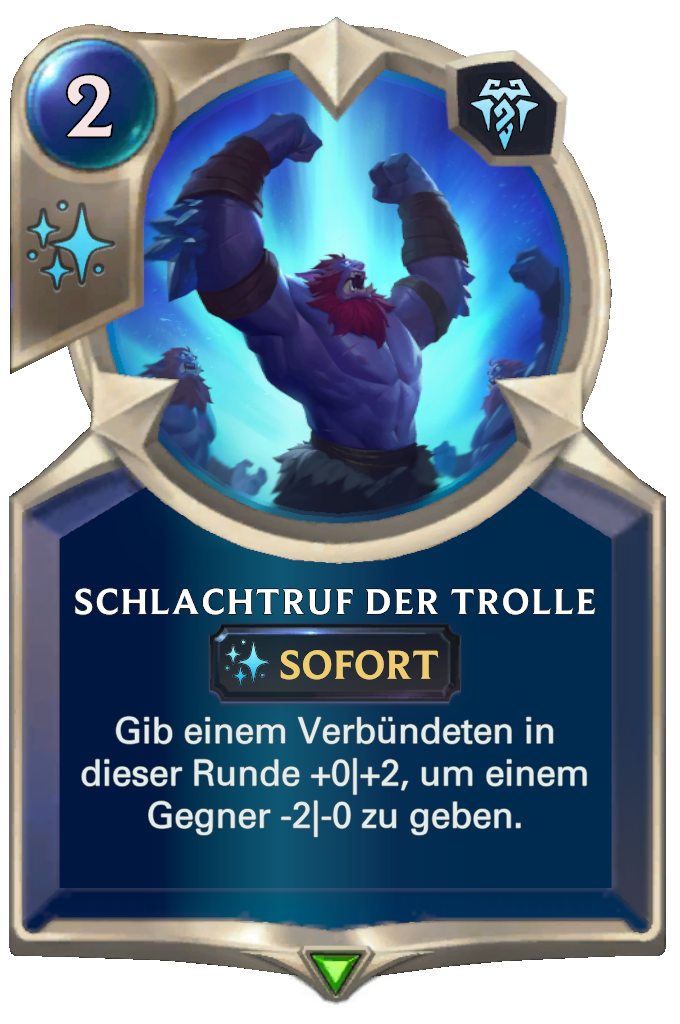 2
SCHLACHTRUF DER TROLLE
SOFORT
Gib einem Verbündeten in
dieser Runde +0|+2, um einem
Gegner -2|-0 zu geben.